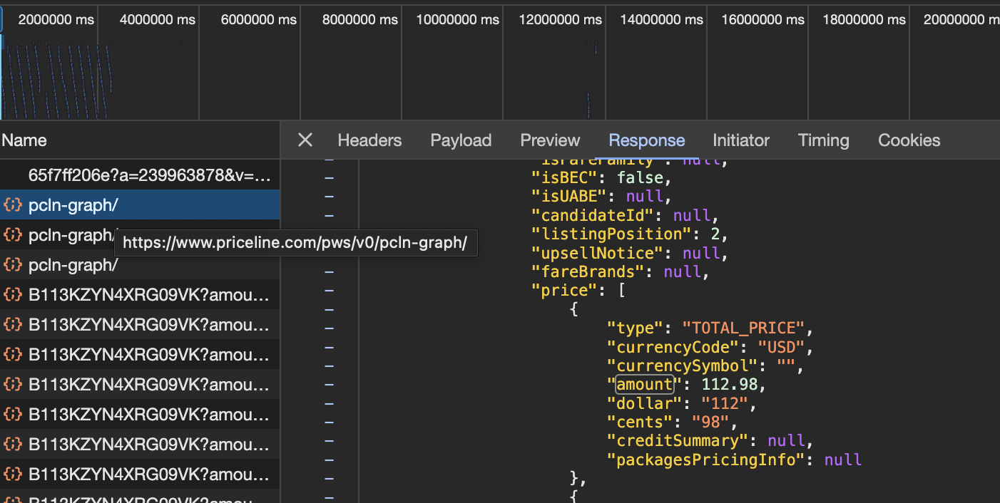 2000000 ms 4000000 ms 6000000 ms 8000000 ms 10000000 ms 12000000 ms 14000000 ms 16000000 ms 18000000 ms 20000000 m
Name
65f7ff206e?a=239963878&v=...
pcln-graph/
pcln-graph/
https://www.priceline.com/pws/v0/pcln-graph/
pcln-graph/
B113KZYN4XRG09VK?amou...
B113KZYN4XRG09VK?amou...
B113KZYN4XRG09VK?amou...
B113KZYN4XRG09VK?amou...
B113KZYN4XRG09VK?amou...
B113KZYN4XRG09VK?amou...
B113KZYN4XRG09VK?amou...
B113KZYN4XRG09VK?amou...
Headers Payload Preview Response Initiator Timing Cookies
"isFareFamily": null,
"isBEC": false,
"isUABE": null,
"candidateId": null,
"listingPosition": 2,
"upsellNotice": null,
"fareBrands": null,
"price": [
{
"type": "TOTAL_PRICE",
"currencyCode": "USD",
"currencySymbol": "",
"amount": 112.98,
"dollar": "112",
"cents": "98",
"creditSummary": null,
"packagesPricingInfo": null
},
{